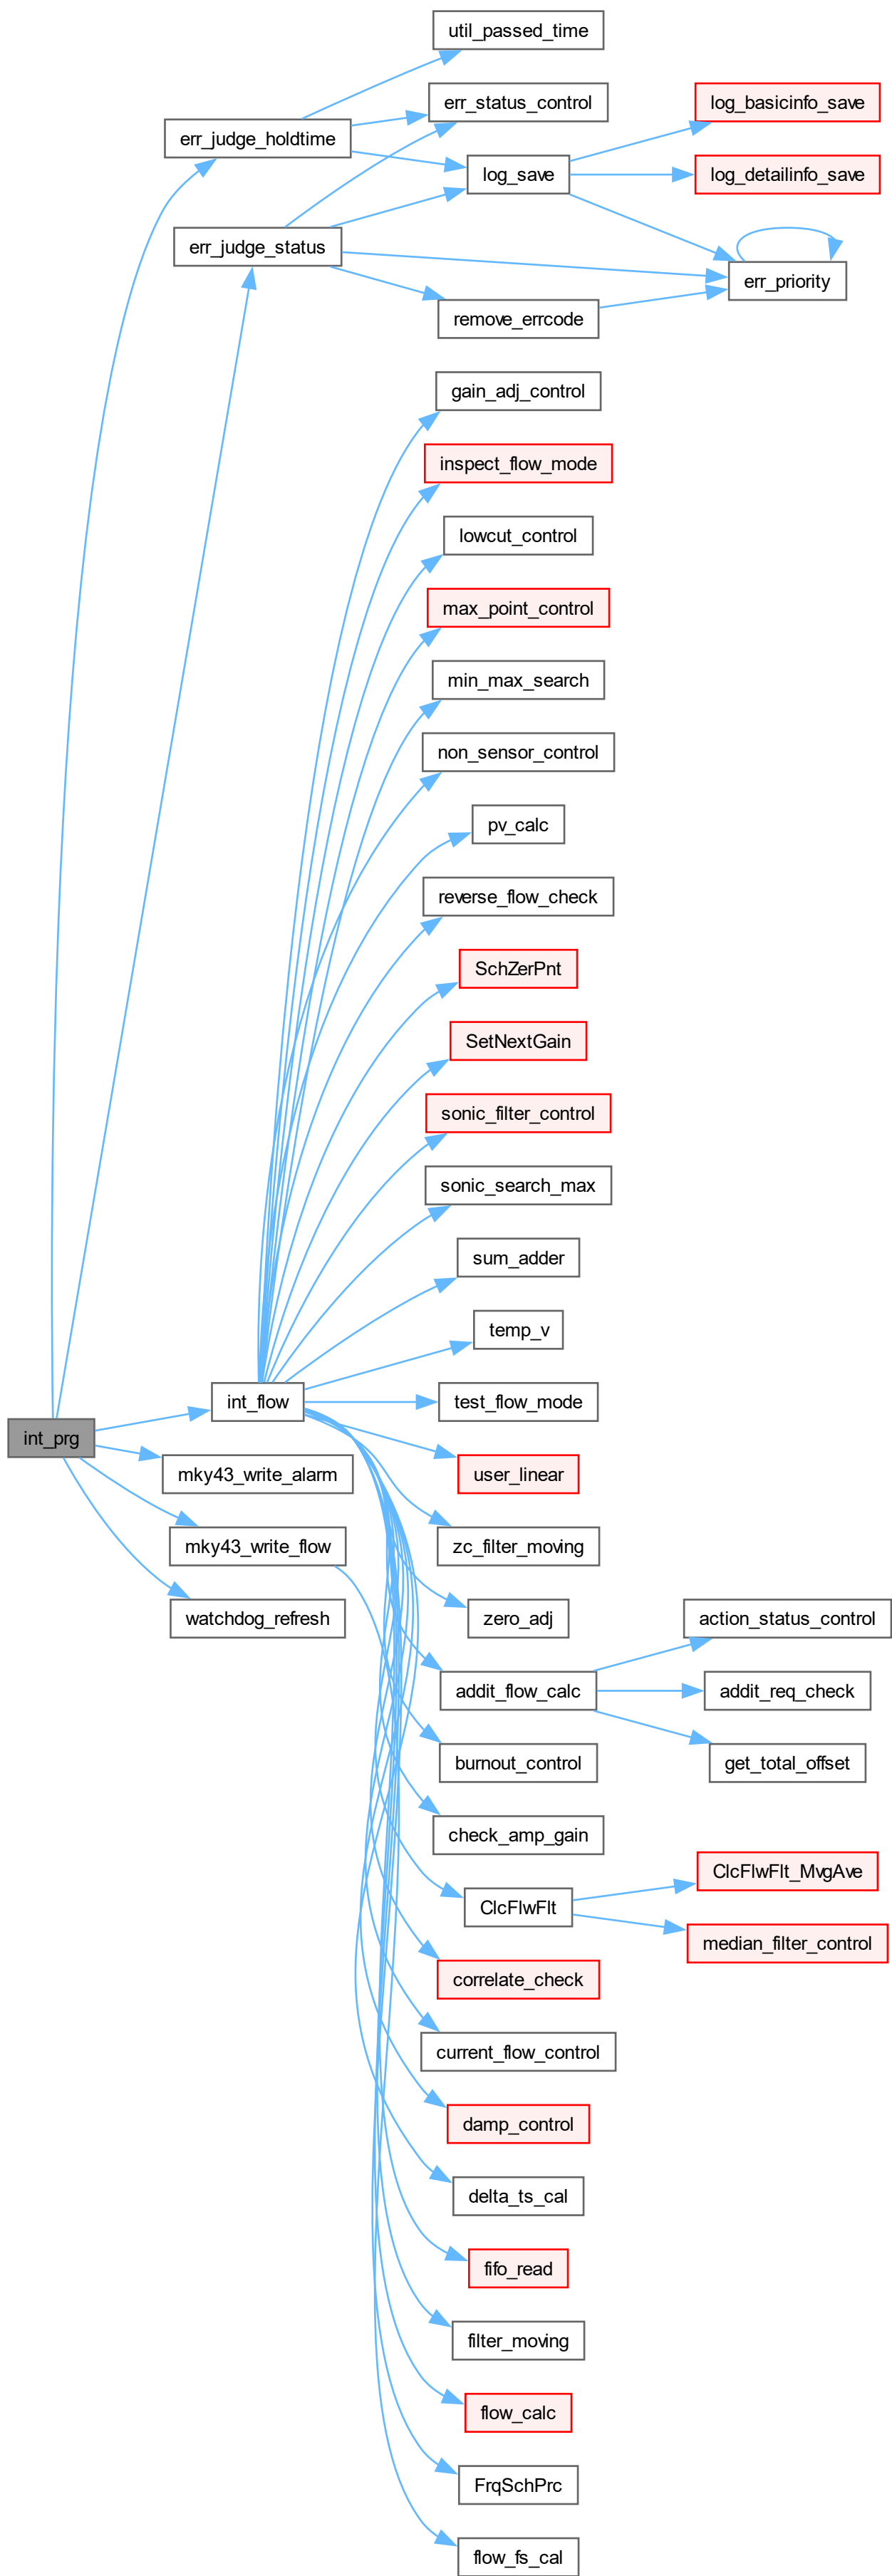 util_passed_time
err_status_control
log_basicinfo_save
err_judge_holdtime
log_save
log_detailinfo_save
err_judge_status
err_priority
remove_errcode
gain_adj_control
inspect_flow_mode
lowcut_control
max_point_control
min_max_search
non_sensor_control
pv_calc
reverse_flow_check
SchZerPnt
SetNextGain
sonic_filter_control
sonic_search_max
sum_adder
temp_v
int_flow
test_flow_mode
int_prg
mky43_write_alarm
user_linear
mky43_write_flow
zc_filter_moving
watchdog_refresh
zero_adj
action_status_control
addit_flow_calc
addit_req_check
burnout_control
get_total_offset
check_amp_gain
ClcFlwFlt
ClcFlwFlt_MvgAve
median_filter_control
correlate_check
current_flow_control
damp_control
delta_ts_cal
fifo_read
filter_moving
flow_calc
FrqSchPrc
flow_fs_cal